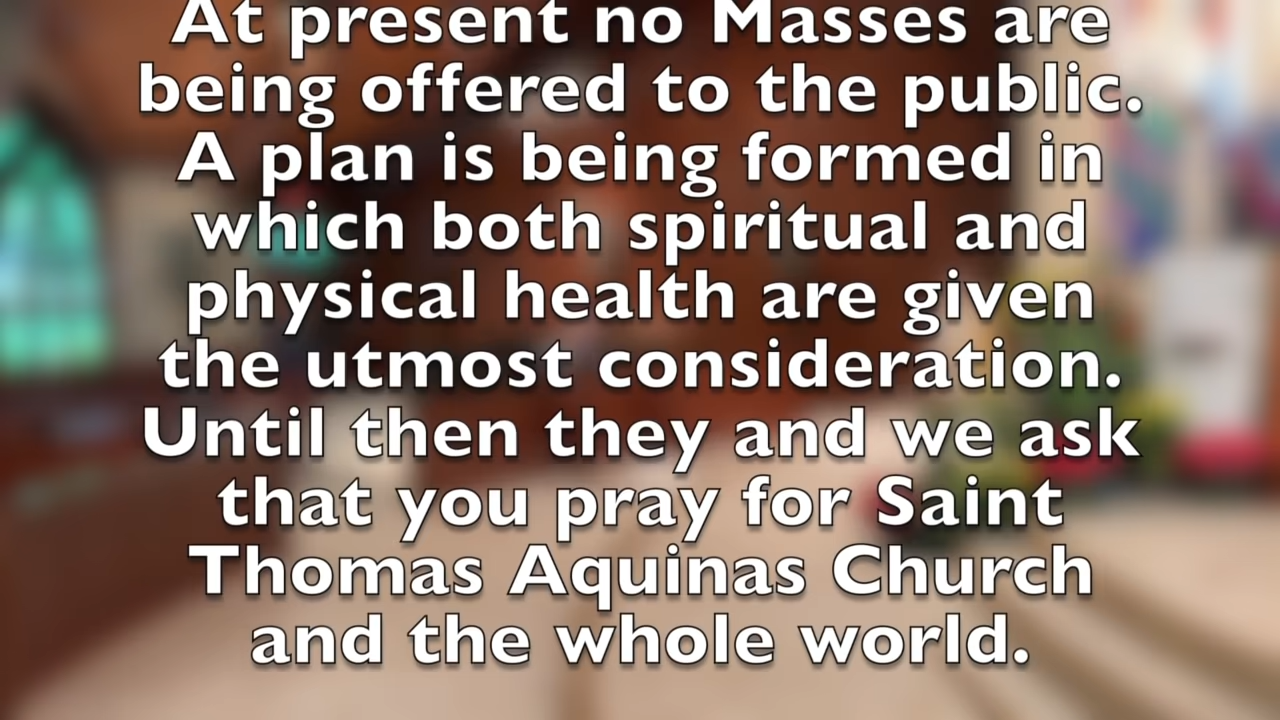 At present no Masses are
being offered to the public.
A plan is being formed in
which both spiritual and
physical health are given
the utmost consideration.
Until then they and we ask
that you pray for Saint
Thomas Aquinas Church
and the whole world.